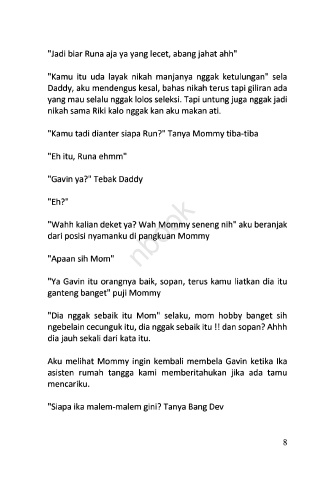 "Jadi biar Runa aja ya yang lecet, abang jahat ahh"
"Kamu itu uda layak nikah manjanya nggak ketulungan" sela
Daddy, aku mendengus kesal, bahas nikah terus tapi giliran ada
yang mau selalu nggak lolos seleksi. Tapi untung juga nggak jadi
nikah sama Riki kalo nggak kan aku makan ati.
"Kamu tadi dianter siapa Run?" Tanya Mommy tiba-tiba
"Eh itu, Runa ehmm"
"Gavin ya?" Tebak Daddy
"Eh?"
"Wahh kalian deket ya? Wah Mommy seneng nih" aku beranjak
dari posisi nyamanku di pangkuan Mommy
"Apaan sih Mom"
"Ya Gavin itu orangnya baik, sopan, terus kamu liatkan dia itu
ganteng banget" puji Mommy
"Dia nggak sebaik itu Mom" selaku, mom hobby banget sih
ngebelain cecunguk itu, dia nggak sebaik itu !! dan sopan? Ahhh
dia jauh sekali dari kata itu.
Aku melihat Mommy ingin kembali membela Gavin ketika Ika
asisten rumah tangga kami memberitahukan jika ada tamu
mencariku.
"Siapa ika malem-malem gini? Tanya Bang Dev
8